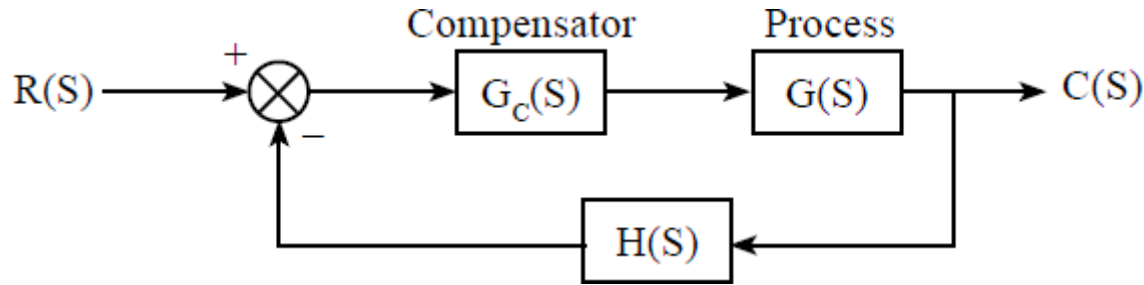 Compensator Process
+
R(S) G_C(S) G(S) C(S)
−
H(S)